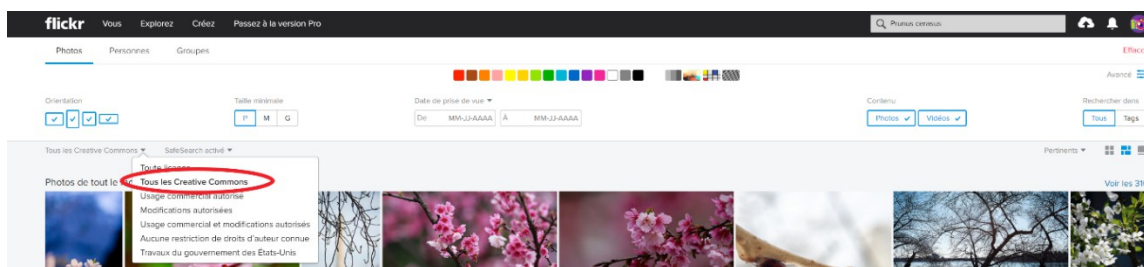 flickr Vous Explorez Créez Passez à la version Pro Prunus cerasus
Photos Personnes Groupes
Avancé
Orientation Taille minimale Date de prise de vue Contenu Rechercher dans
P M G De MM-JJ-AAAA À MM-JJ-AAAA Photos Vidéos Tous Tags
Tous les Creative Commons SafeSearch activé Pertinents
Toute licence
Photos de tout le Tous les Creative Commons Voir les
Usage commercial autorisé
Modifications autorisées
Usage commercial et modifications autorisés
Aucune restriction de droits d'auteur connue
Travaux du gouvernement des États-Unis